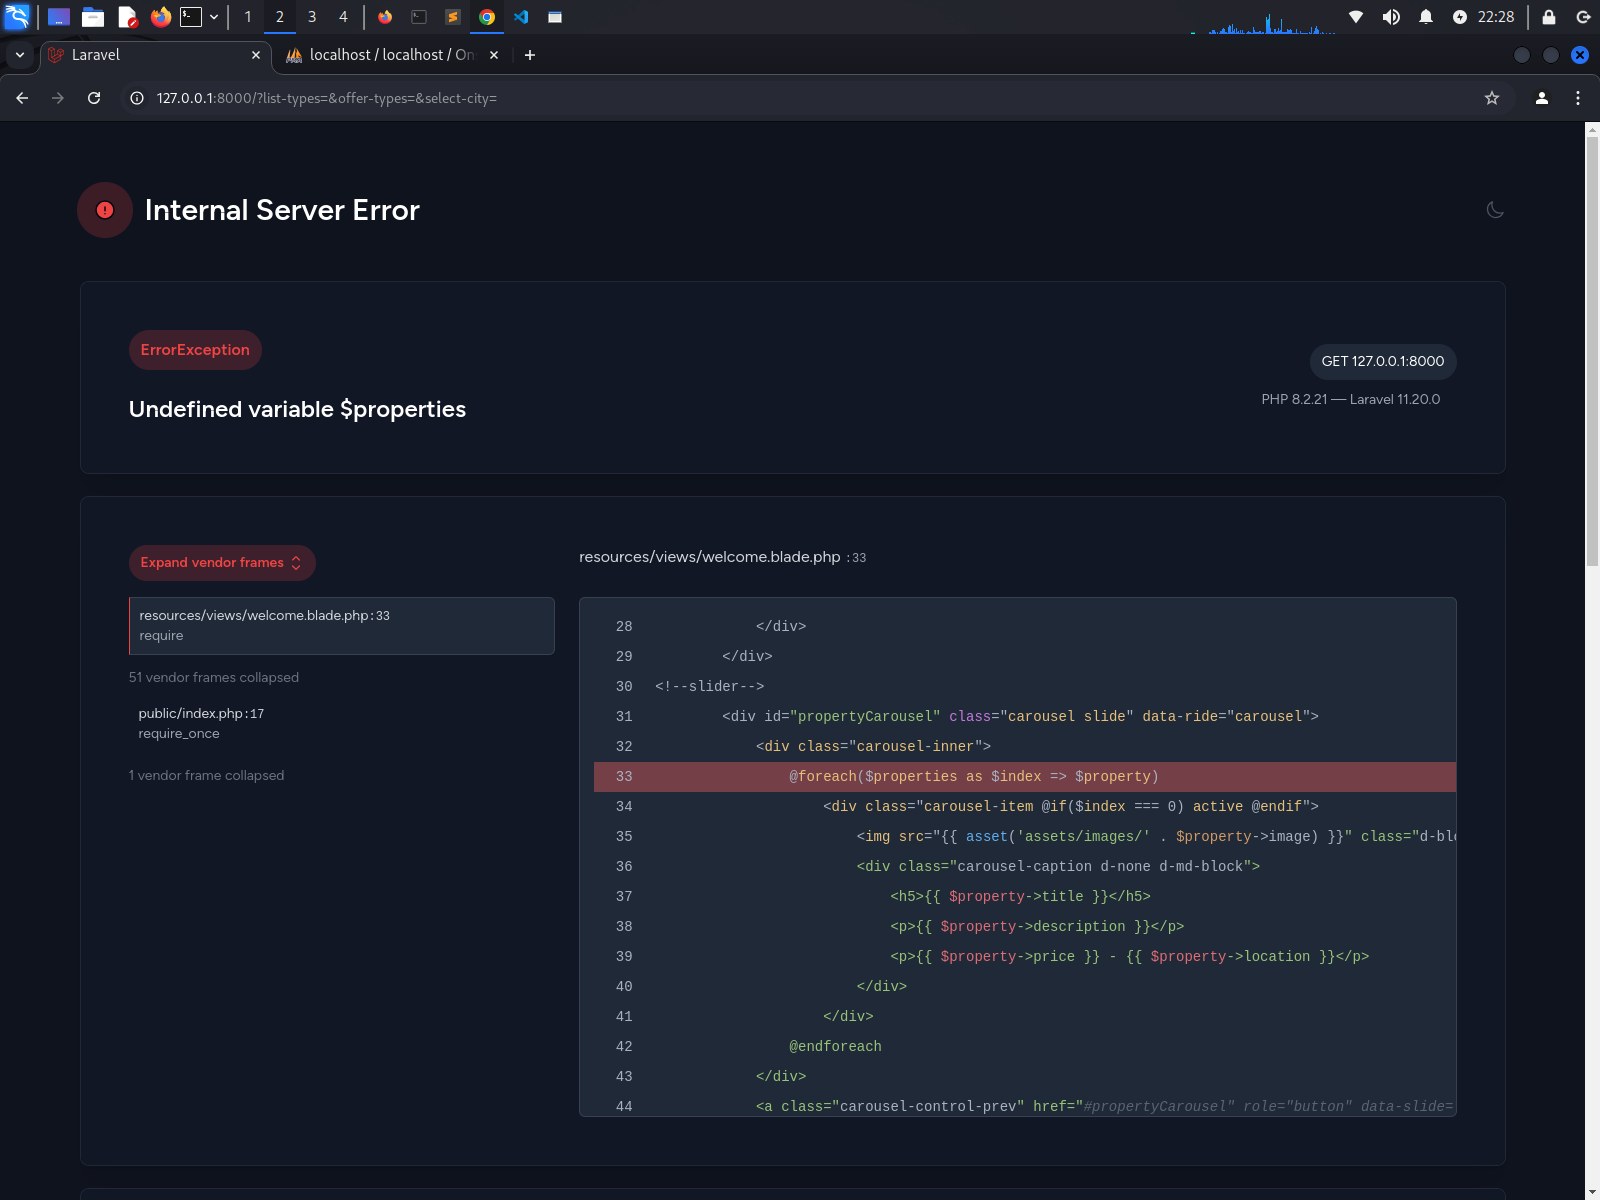 1 2 3 4
22:28
Laravel
localhost / localhost / On
127.0.0.1:8000/?list-types=&offer-types=&select-city=
Internal Server Error
ErrorException
GET 127.0.0.1:8000
PHP 8.2.21 — Laravel 11.20.0
Undefined variable $properties
Expand vendor frames
resources/views/welcome.blade.php:33
require
51 vendor frames collapsed
public/index.php:17
require_once
1 vendor frame collapsed
resources/views/welcome.blade.php :33
28 </div>
29 </div>
30 <!--slider-->
31 <div id="propertyCarousel" class="carousel slide" data-ride="carousel">
32 <div class="carousel-inner">
33 @foreach($properties as $index => $property)
34 <div class="carousel-item @if($index === 0) active @endif">
35 <img src="{{ asset('assets/images/' . $property->image) }}" class="d-blo
36 <div class="carousel-caption d-none d-md-block">
37 <h5>{{ $property->title }}</h5>
38 <p>{{ $property->description }}</p>
39 <p>{{ $property->price }} - {{ $property->location }}</p>
40 </div>
41 </div>
42 @endforeach
43 </div>
44 <a class="carousel-control-prev" href="#propertyCarousel" role="button" data-slide=